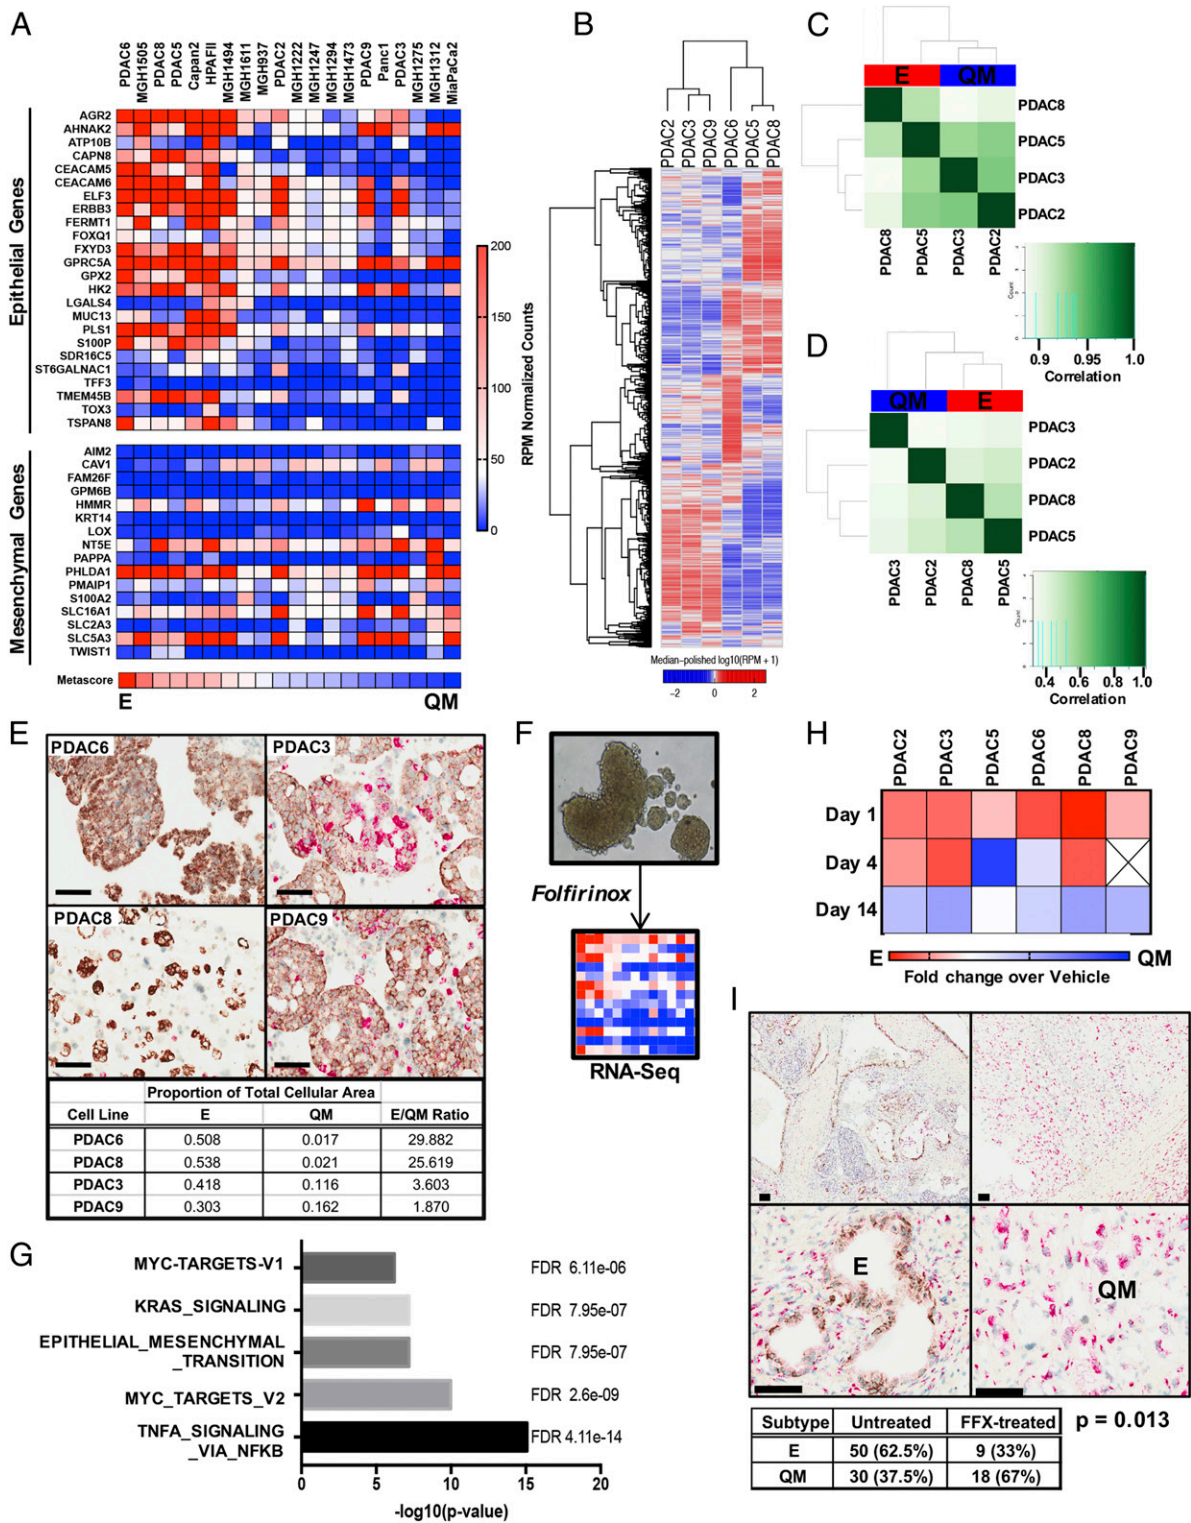 A
PDAC6
MGH1505
PDAC8
PDAC5
Capan2
HPAFII
MGH1494
MGH1611
MGH937
PDAC2
MGH1222
MGH1247
MGH1294
MGH1473
PDAC9
Panc1
PDAC3
MGH1275
MGH1312
MiaPaCa2
Epithelial Genes
AGR2
AHNAK2
ATP10B
CAPN8
CEACAM5
CEACAM6
ELF3
ERBB3
FERMT1
FOXQ1
FXYD3
GPRC5A
GPX2
HK2
LGALS4
MUC13
PLS1
S100P
SDR16C5
ST6GALNAC1
TFF3
TMEM45B
TOX3
TSPAN8
Mesenchymal Genes
AIM2
CAV1
FAM26F
GPM6B
HMMR
KRT14
LOX
NT5E
PAPPA
PHLDA1
PMAIP1
S100A2
SLC16A1
SLC2A3
SLC5A3
TWIST1
Metascore
E QM
200
150
100
50
0
RPM Normalized Counts
B
PDAC2
PDAC3
PDAC9
PDAC6
PDAC5
PDAC8
Median-polished log10(RPM + 1)
-2 0 2
C
E QM
PDAC8
PDAC5
PDAC3
PDAC2
PDAC8
PDAC5
PDAC3
PDAC2
Count
0.9 0.95 1.0
Correlation
D
QM E
PDAC3
PDAC2
PDAC8
PDAC5
PDAC3
PDAC2
PDAC8
PDAC5
Count
0.4 0.6 0.8 1.0
Correlation
E
PDAC6 PDAC3
PDAC8 PDAC9
Proportion of Total Cellular Area
Cell Line E QM E/QM Ratio
PDAC6 0.508 0.017 29.882
PDAC8 0.538 0.021 25.619
PDAC3 0.418 0.116 3.603
PDAC9 0.303 0.162 1.870
F
Folfirinox
RNA-Seq
G
MYC-TARGETS-V1 FDR 6.11e-06
KRAS_SIGNALING FDR 7.95e-07
EPITHELIAL_MESENCHYMAL
_TRANSITION FDR 7.95e-07
MYC_TARGETS_V2 FDR 2.6e-09
TNFA_SIGNALING
_VIA_NFKB FDR 4.11e-14
0 5 10 15 20
-log10(p-value)
H
PDAC2
PDAC3
PDAC5
PDAC6
PDAC8
PDAC9
Day 1
Day 4
Day 14
E QM
Fold change over Vehicle
I
E
QM
Subtype Untreated FFX-treated p = 0.013
E 50 (62.5%) 9 (33%)
QM 30 (37.5%) 18 (67%)